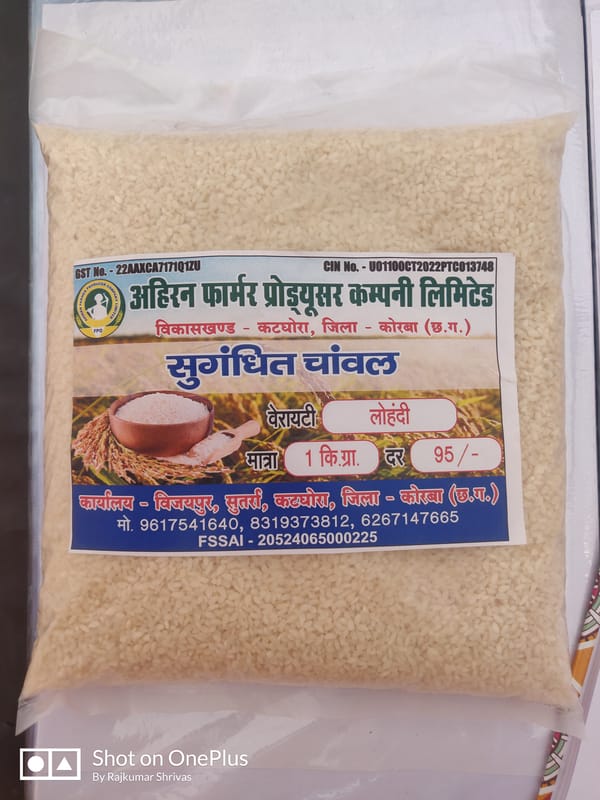 GST No. - 22AAXCA7171Q1ZU
CIN No. - U01100CT2022PTC013748
अहिरन फार्मर प्रोड्यूसर कम्पनी लिमिटेड
FPO
विकासखण्ड - कटघोरा, जिला - कोरबा (छ.ग.)
सुगंधित चांवल
वेरायटी लोहंदी
मात्रा 1 कि.ग्रा. दर 95/-
कार्यालय - विजयपुर, सुतर्रा, कटघोरा, जिला - कोरबा (छ.ग.)
मो. 9617541640, 8319373812, 6267147665
FSSAI - 20524065000225
Shot on OnePlus
By Rajkumar Shrivas